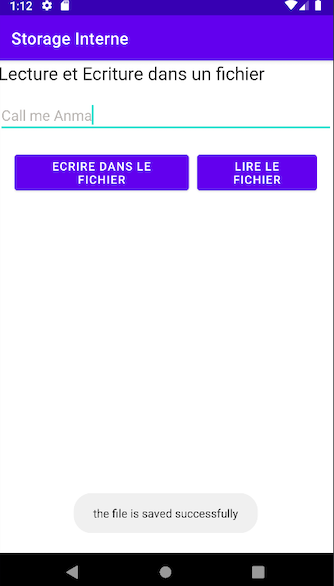 1:12
Storage Interne
Lecture et Ecriture dans un fichier
Call me Anma
ECRIRE DANS LE
FICHIER
LIRE LE
FICHIER
the file is saved successfully